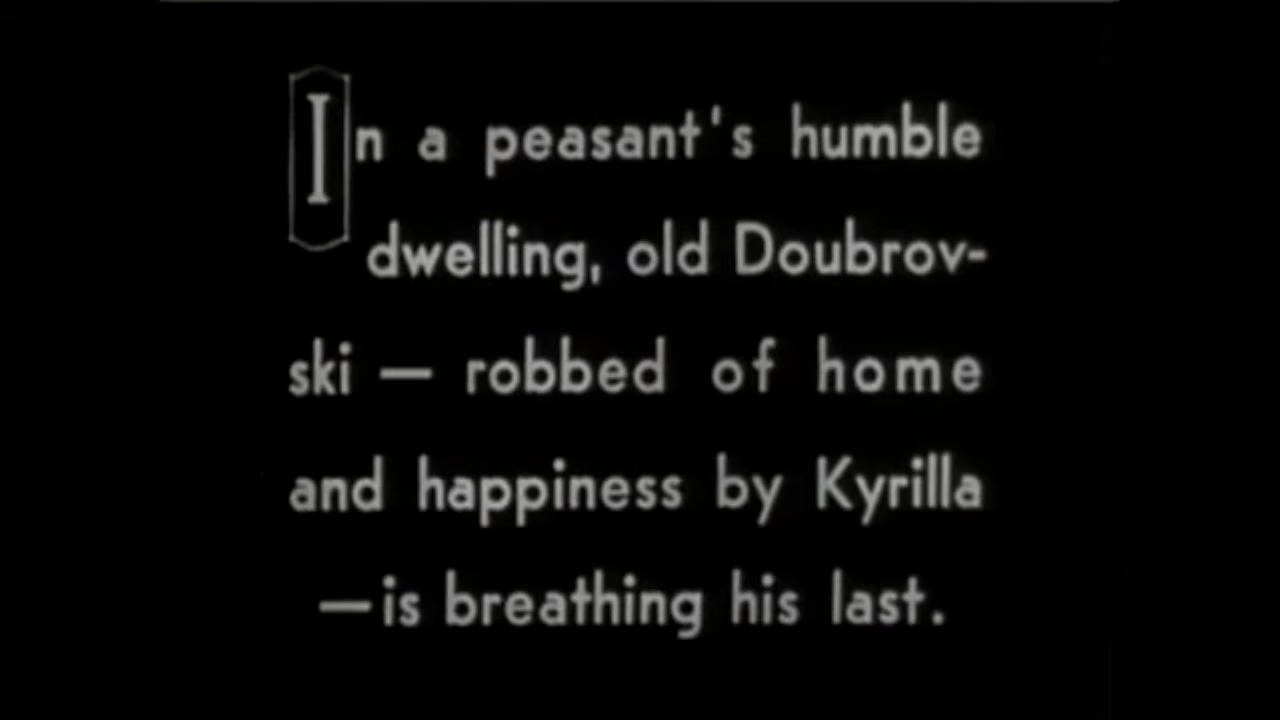 In a peasant's humble
dwelling, old Doubrov-
ski — robbed of home
and happiness by Kyrilla
— is breathing his last.